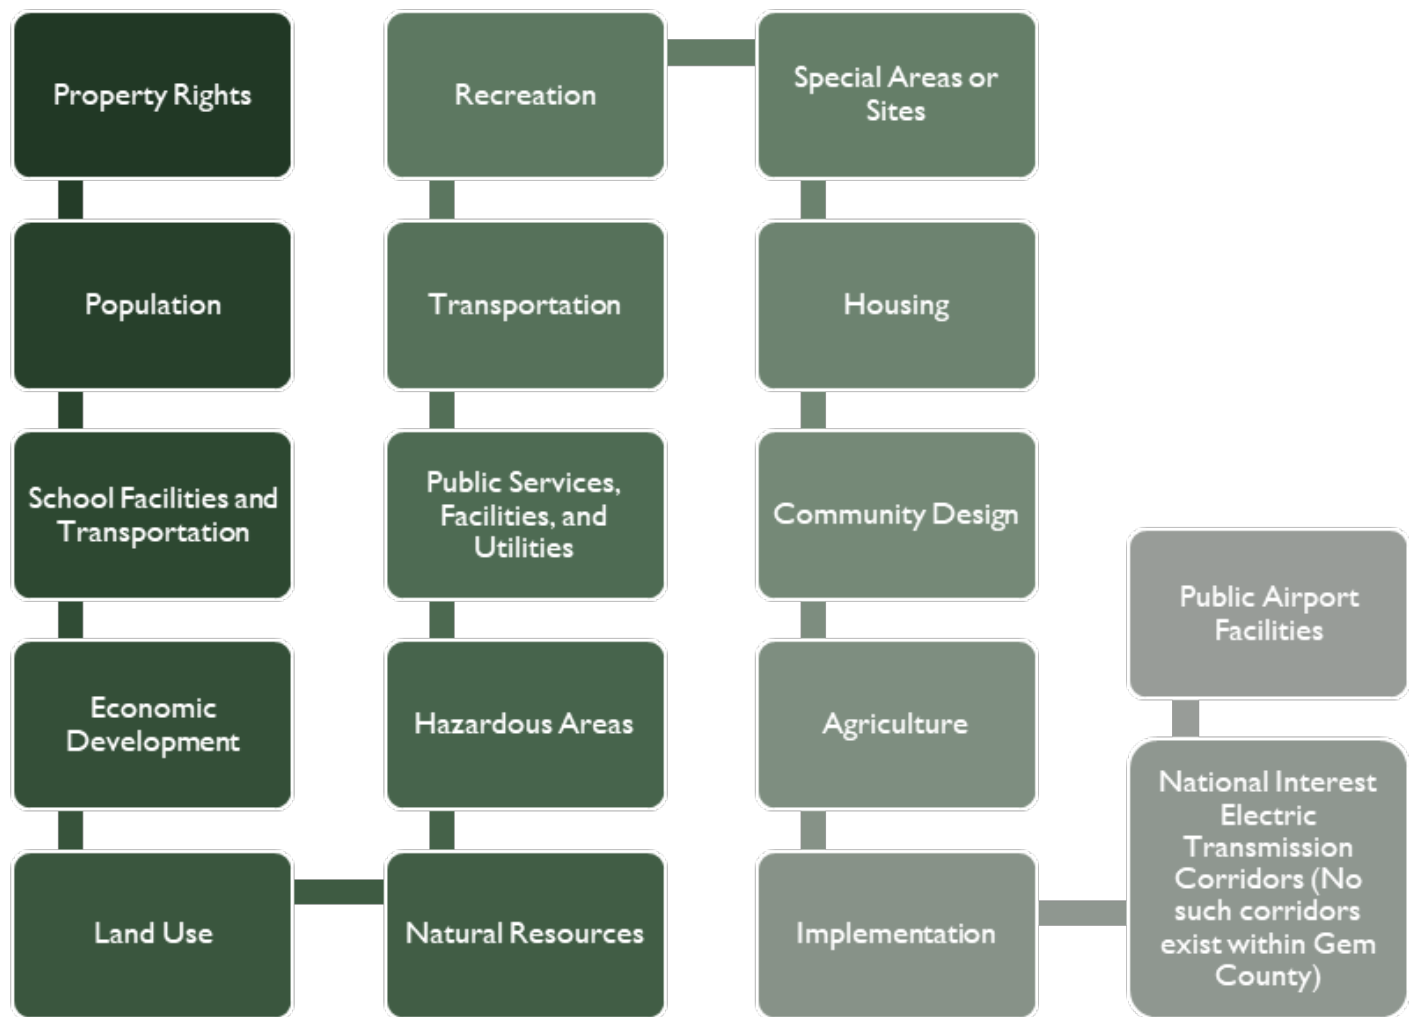 Property Rights
Population
School Facilities and
Transportation
Economic
Development
Land Use
Natural Resources
Hazardous Areas
Public Services,
Facilities, and
Utilities
Transportation
Recreation
Special Areas or
Sites
Housing
Community Design
Agriculture
Implementation
National Interest
Electric
Transmission
Corridors (No
such corridors
exist within Gem
County)
Public Airport
Facilities